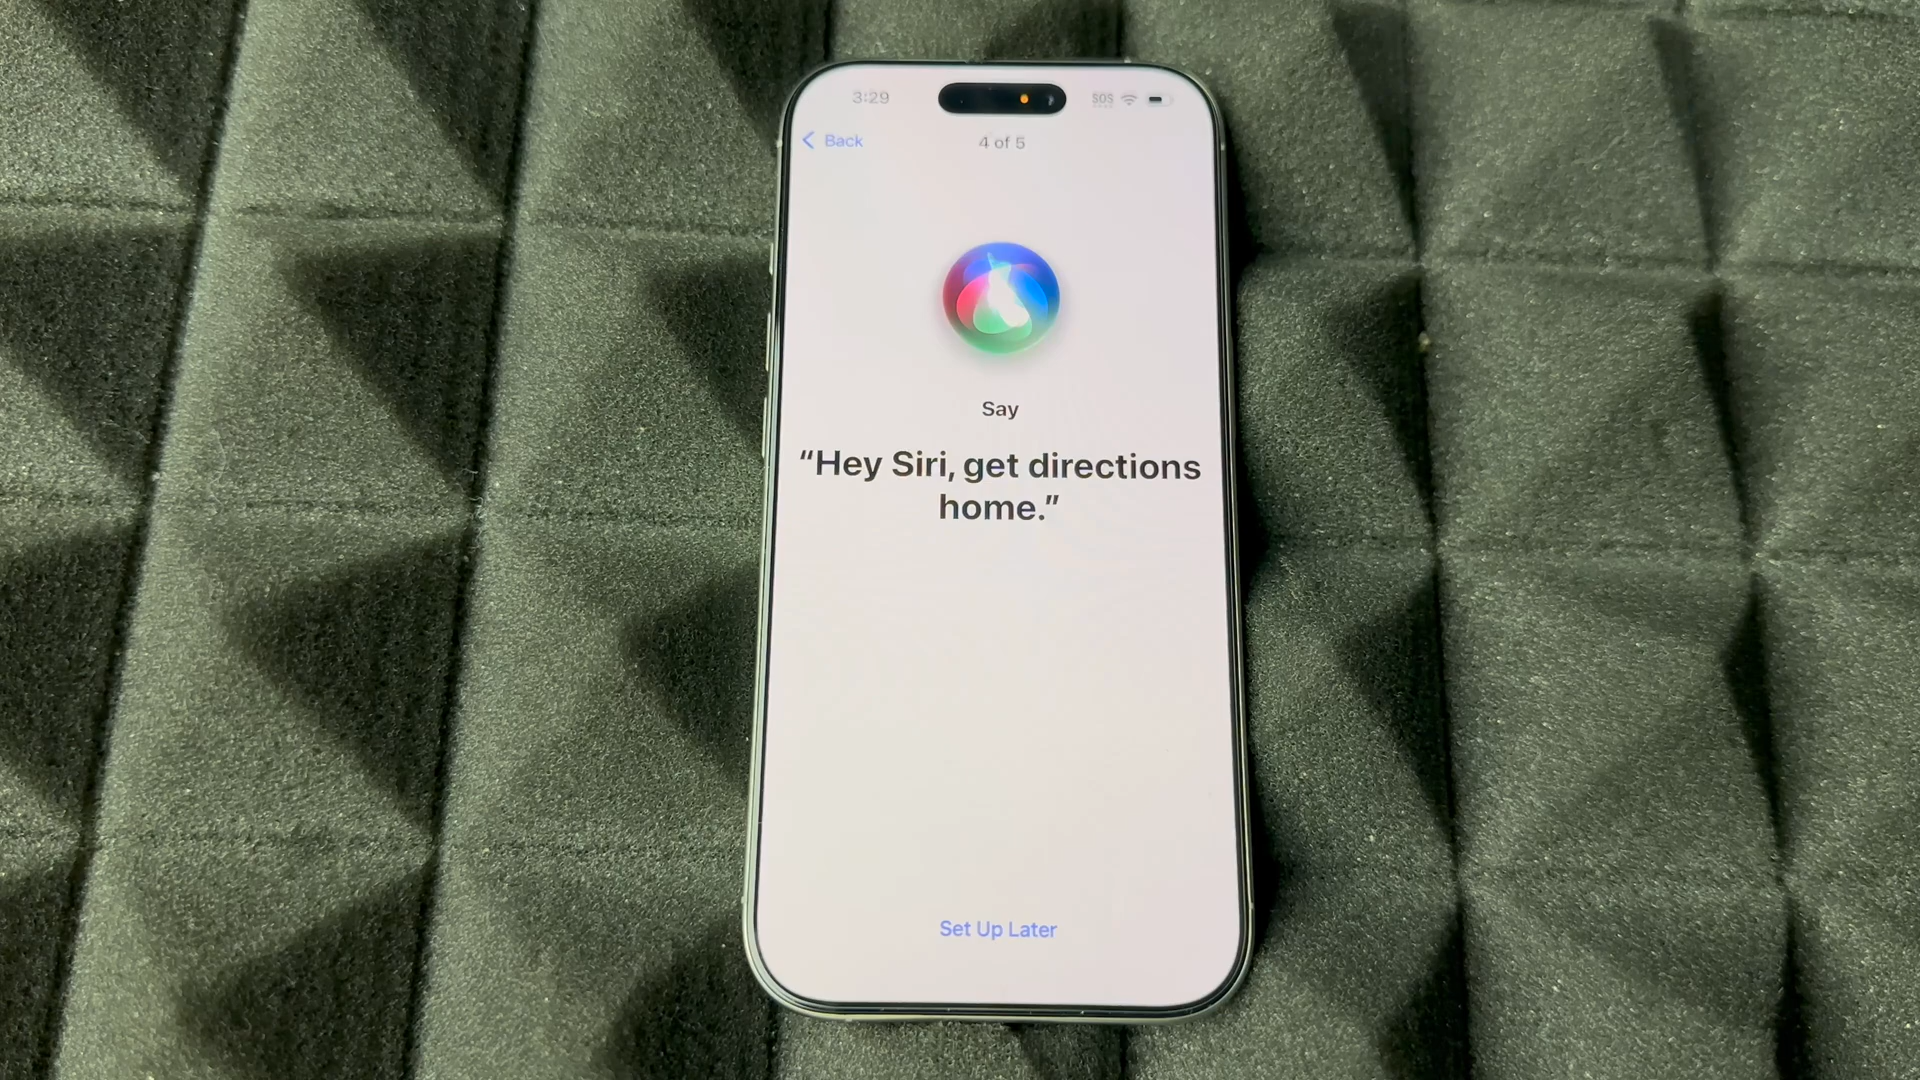 3:29
SOS
Back
4 of 5
Say
“Hey Siri, get directions
home.”
Set Up Later